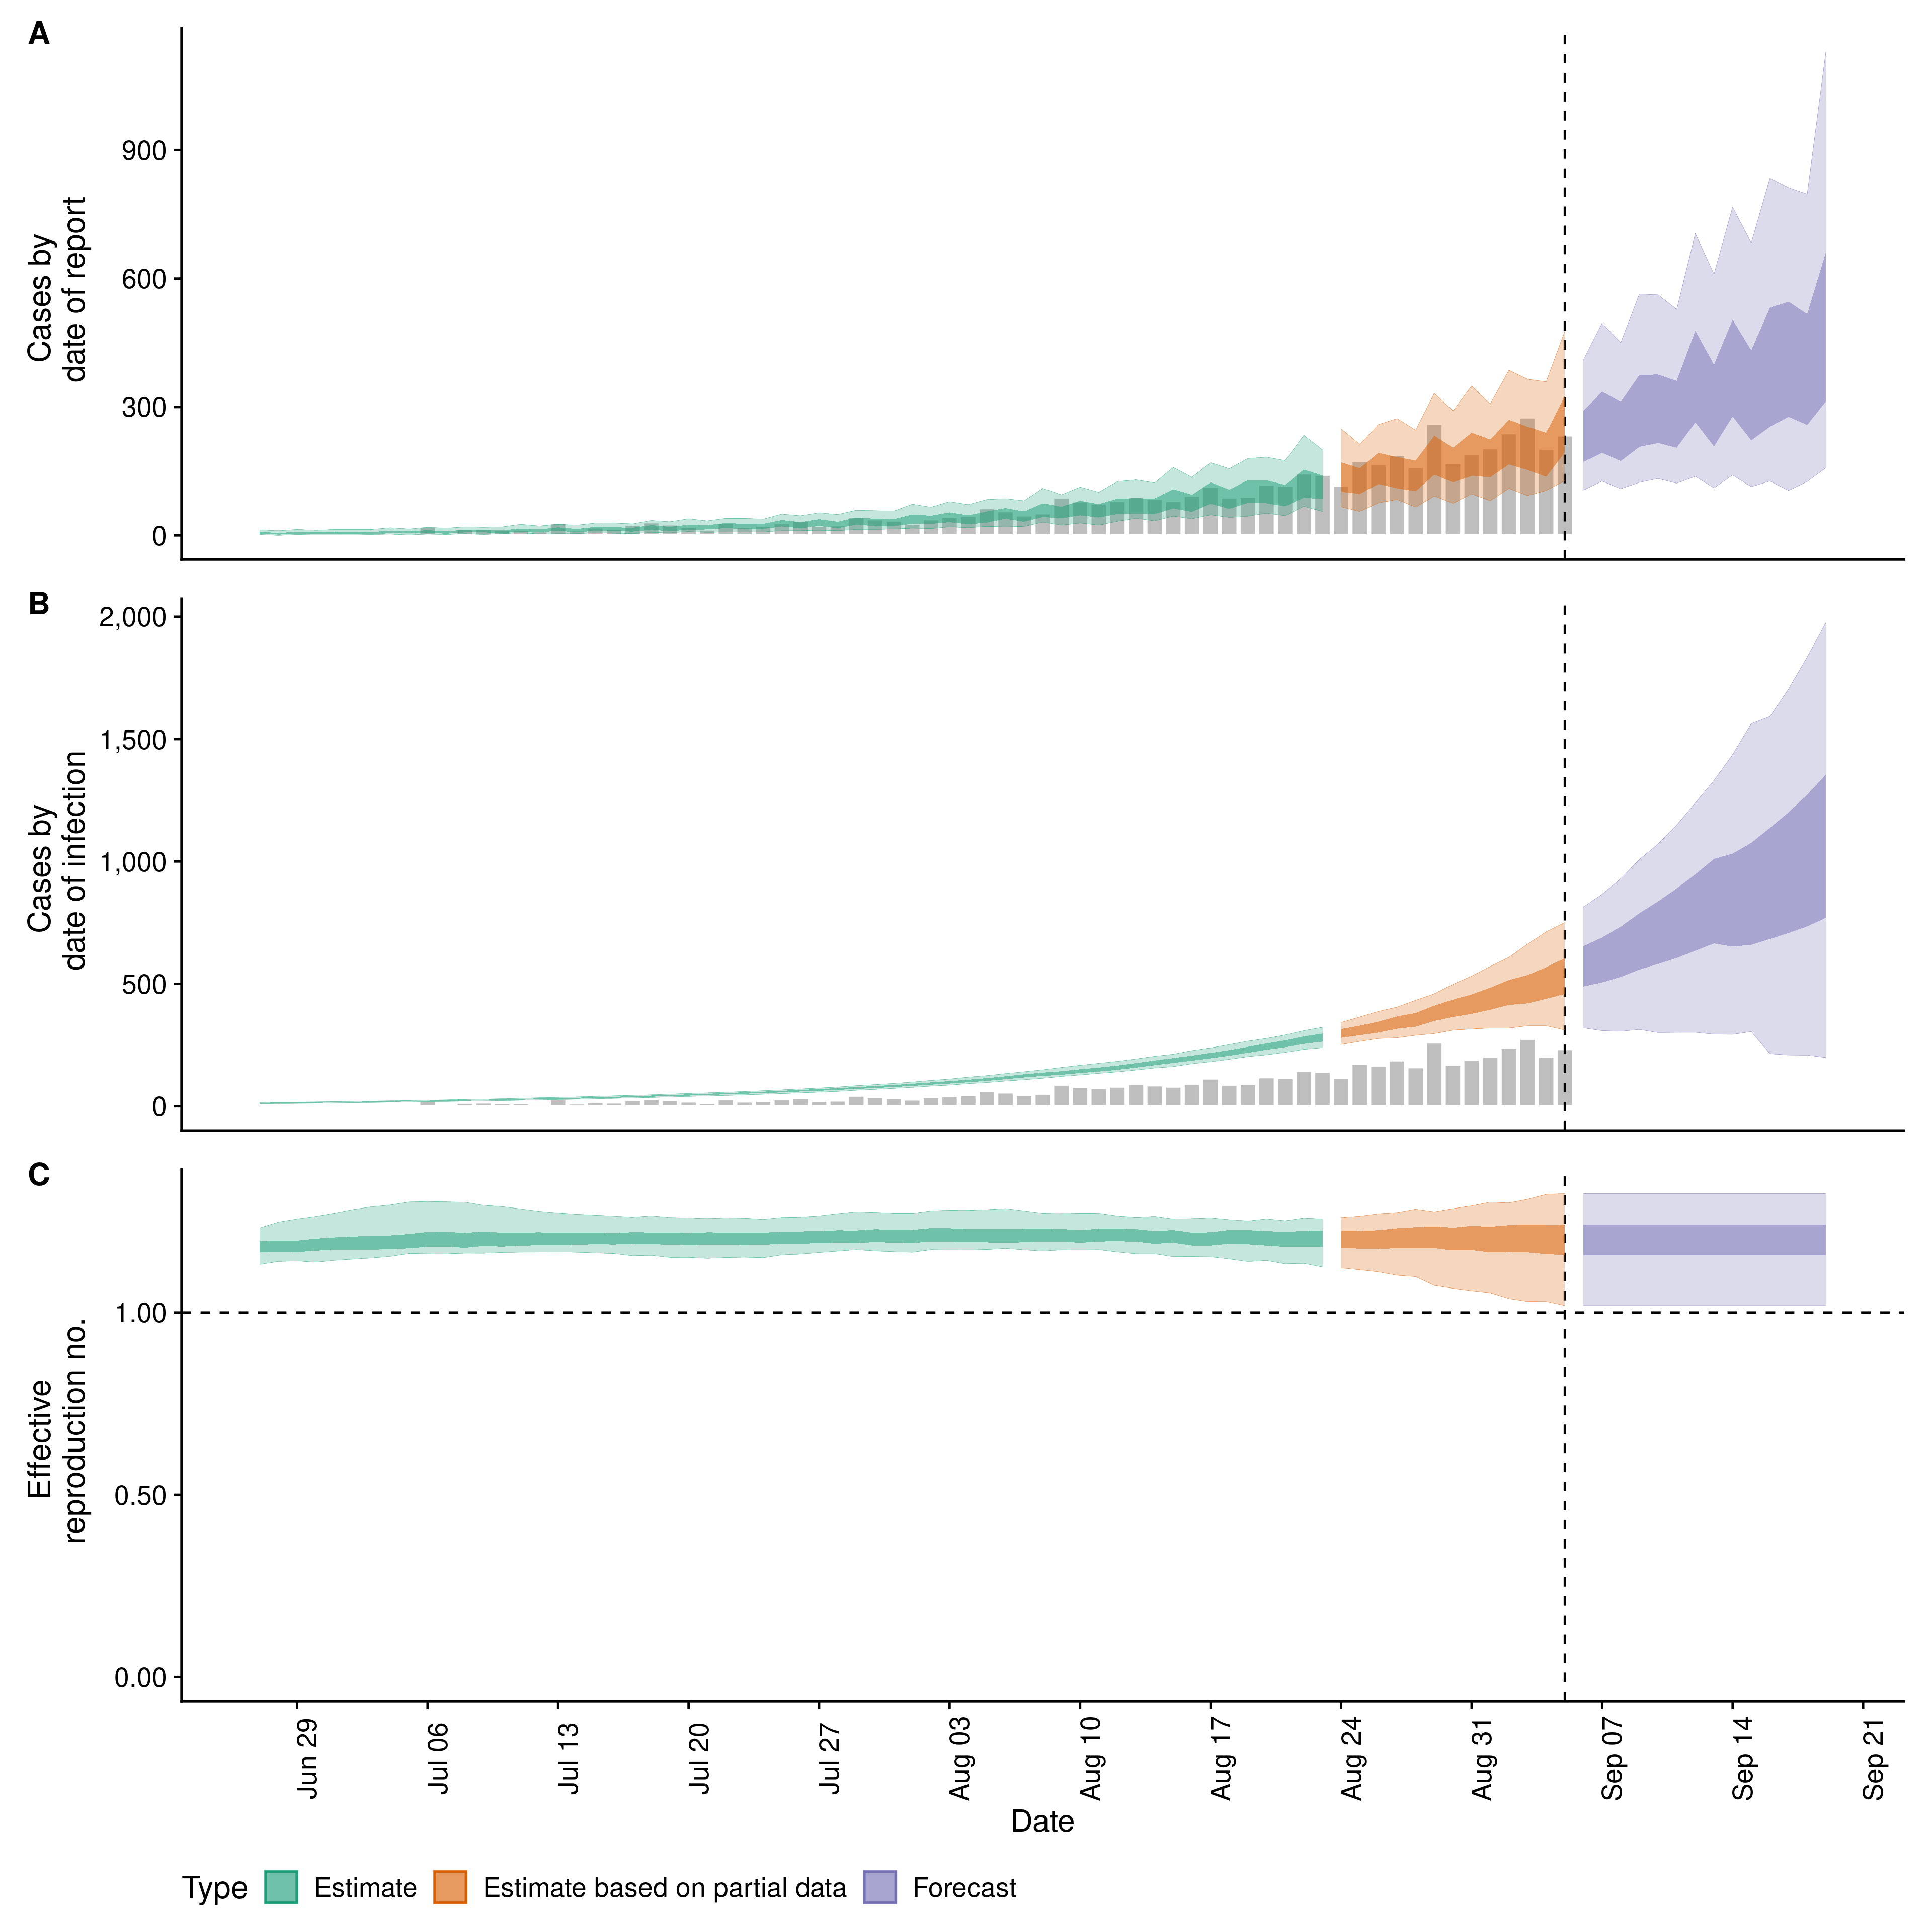 A
Cases by
date of report
900
600
300
0
B
Cases by
date of infection
2,000
1,500
1,000
500
0
C
Effective
reproduction no.
1.00
0.50
0.00
Jun 29
Jul 06
Jul 13
Jul 20
Jul 27
Aug 03
Aug 10
Aug 17
Aug 24
Aug 31
Sep 07
Sep 14
Sep 21
Date
Type Estimate Estimate based on partial data Forecast